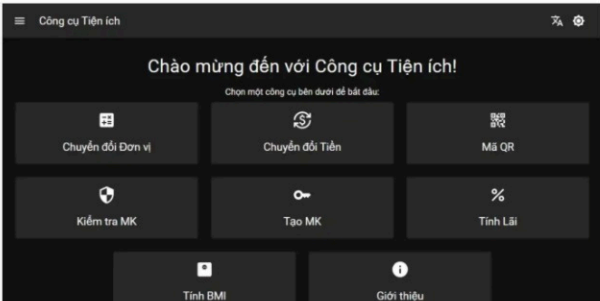 Công cụ Tiện ích
Chào mừng đến với Công cụ Tiện ích!
Chọn một công cụ bên dưới để bắt đầu:
Chuyển đổi Đơn vị
Chuyển đổi Tiền
Mã QR
Kiểm tra MK
Tạo MK
Tính Lãi
Tính BMI
Giới thiệu